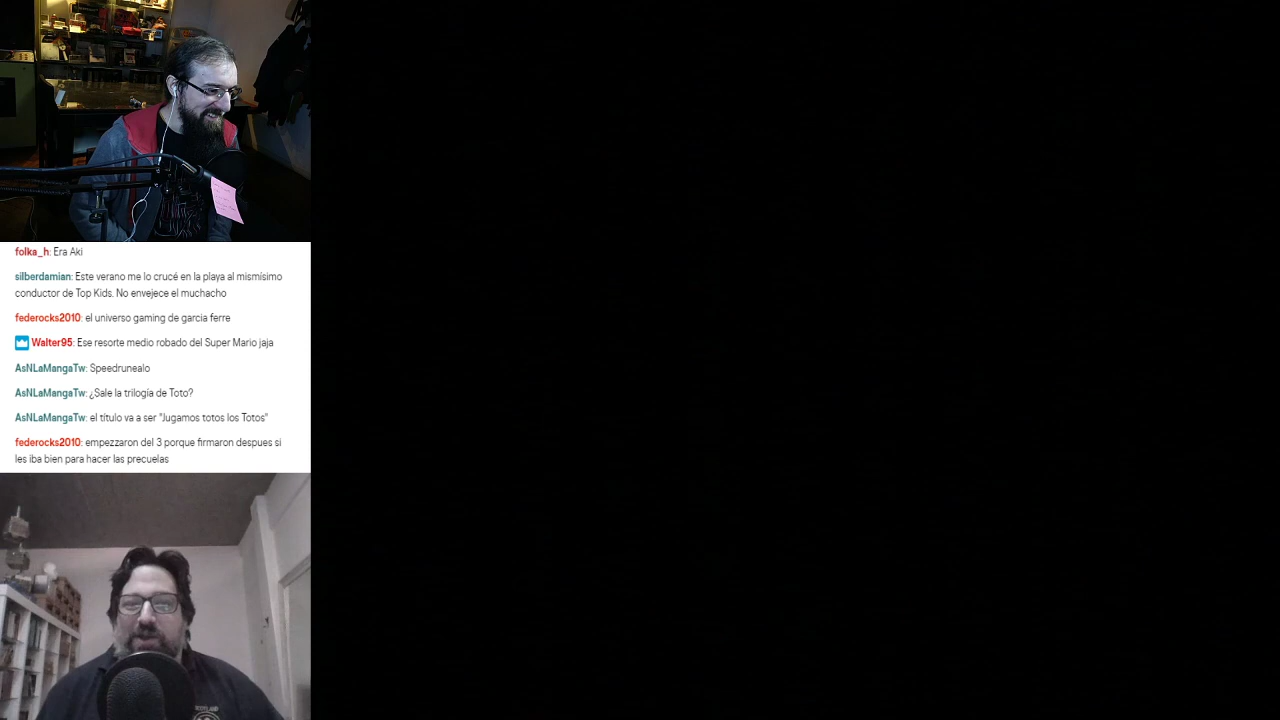 folka_h: Era Aki
silberdamian: Este verano me lo crucé en la playa al mismísimo
conductor de Top Kids. No envejece el muchacho
federocks2010: el universo gaming de garcia ferre
Walter95: Ese resorte medio robado del Super Mario jaja
AsNLaMangaTw: Speedrunealo
AsNLaMangaTw: ¿Sale la trilogía de Toto?
AsNLaMangaTw: el título va a ser "Jugamos totos los Totos"
federocks2010: empezzaron del 3 porque firmaron despues si
les iba bien para hacer las precuelas